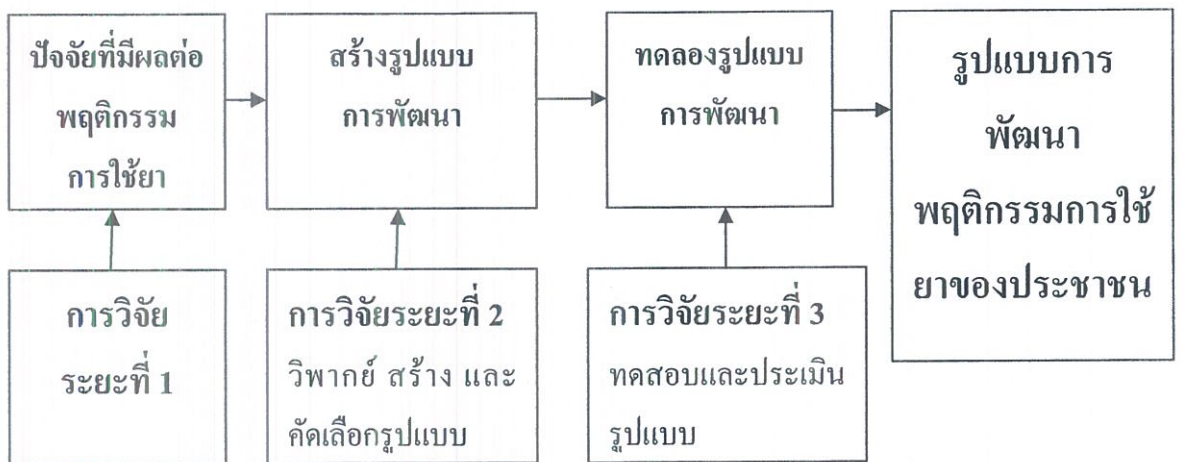 ปัจจัยที่มีผลต่อ
พฤติกรรม
การใช้ยา
สร้างรูปแบบ
การพัฒนา
ทดลองรูปแบบ
การพัฒนา
รูปแบบการ
พัฒนา
พฤติกรรมการใช้
ยาของประชาชน
การวิจัย
ระยะที่ 1
การวิจัยระยะที่ 2
วิพากย์ สร้าง และ
คัดเลือกรูปแบบ
การวิจัยระยะที่ 3
ทดสอบและประเมิน
รูปแบบ